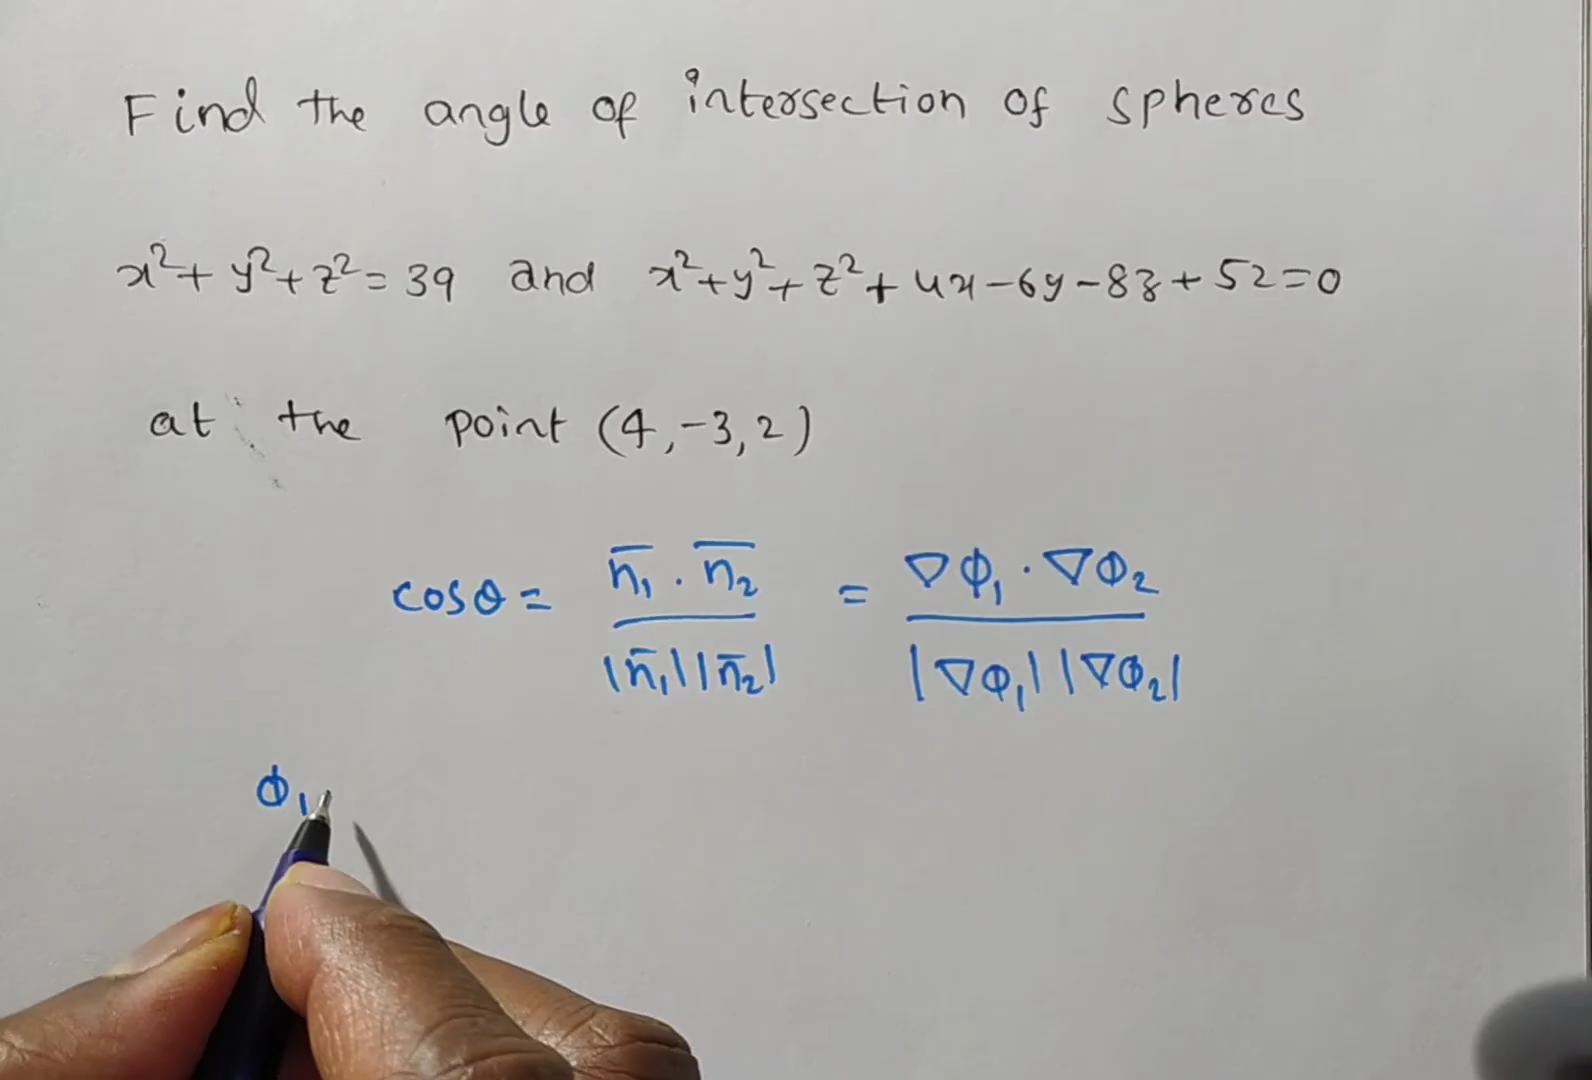 Find the angle of intersection of spheres
x²+ y²+z²=39 and x²+y²+z²+4x-6y-8z+52=0
at the point (4,-3,2)
cosθ = n̄₁ . n̄₂ / |n̄₁||n̄₂| = ∇ϕ₁ . ∇ϕ₂ / |∇ϕ₁||∇ϕ₂|
ϕ₁